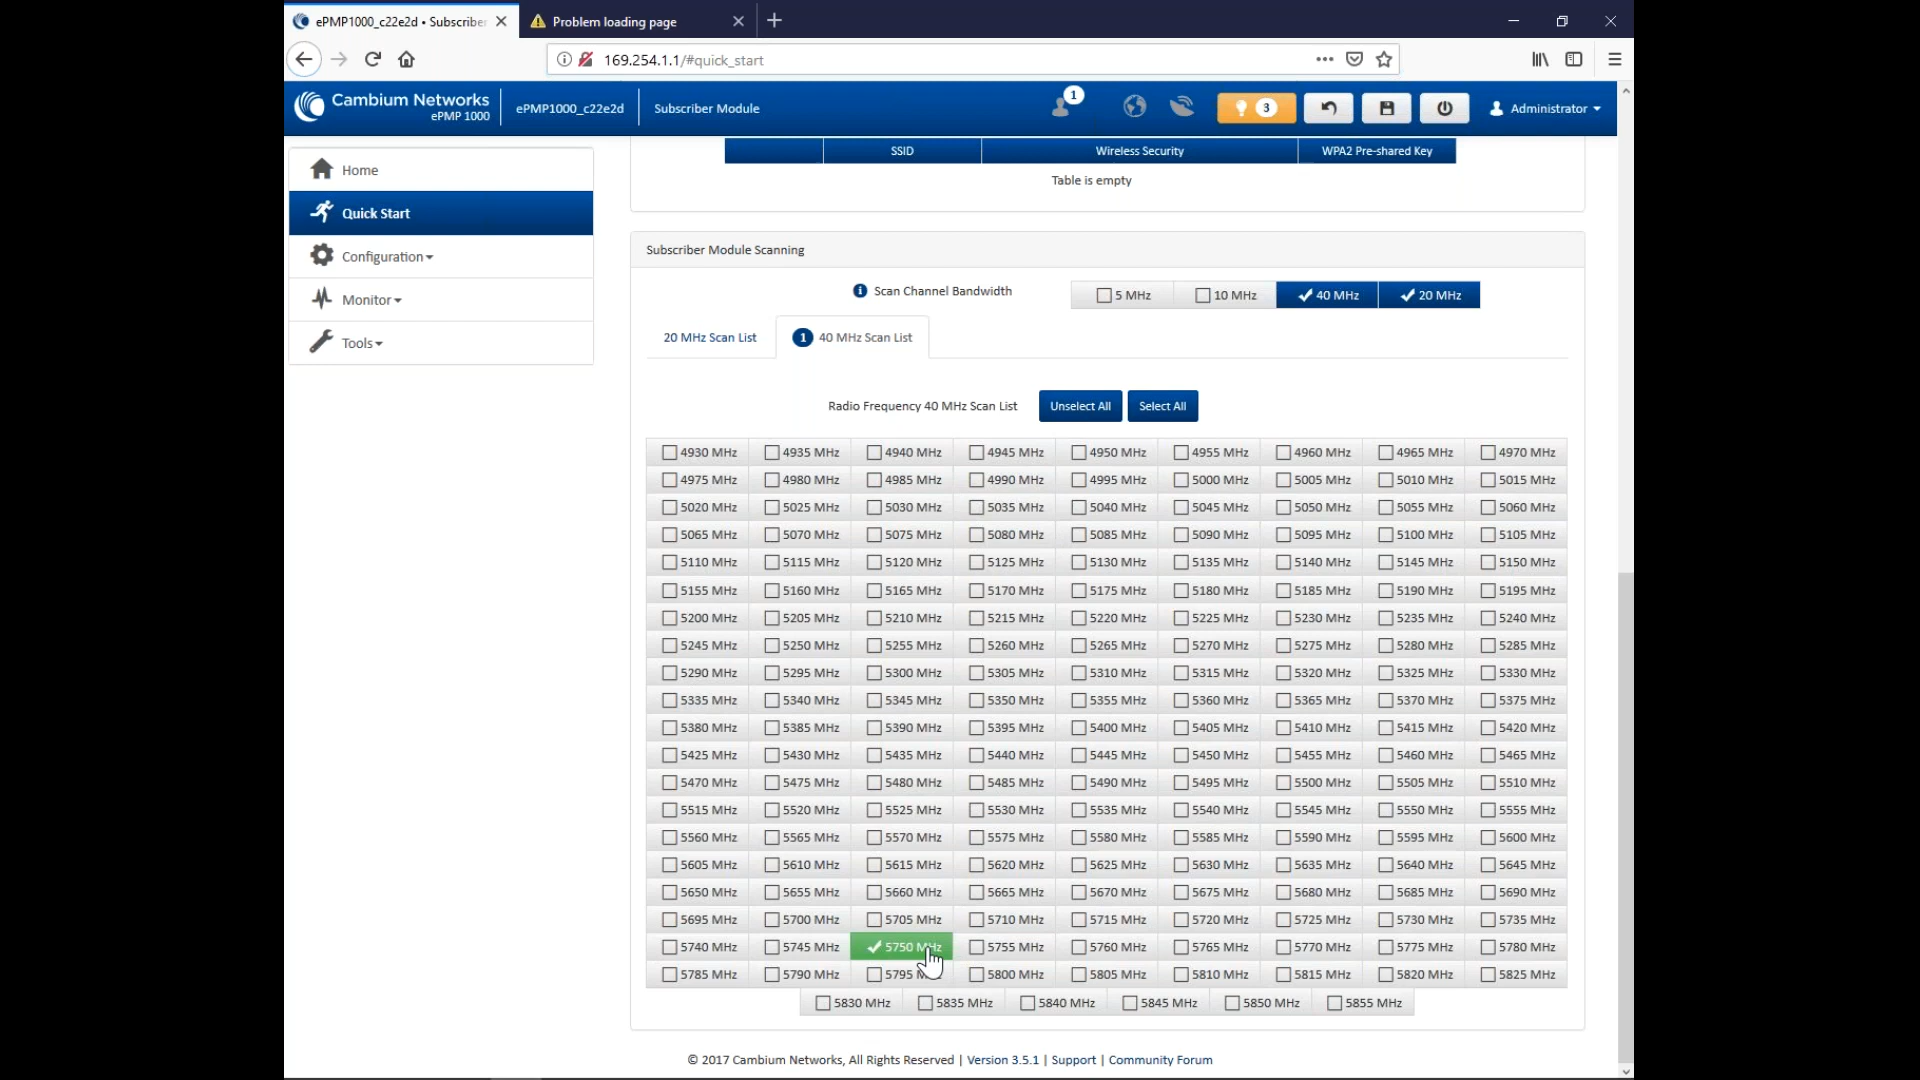 ePMP1000_c22e2d • Subscriber
Problem loading page
169.254.1.1/#quick_start
Cambium Networks
ePMP 1000
ePMP1000_c22e2d
Subscriber Module
1
3
Administrator
Home
Quick Start
Configuration
Monitor
Tools
SSID
Wireless Security
WPA2 Pre-shared Key
Table is empty
Subscriber Module Scanning
Scan Channel Bandwidth
5 MHz
10 MHz
40 MHz
20 MHz
20 MHz Scan List
1 40 MHz Scan List
Radio Frequency 40 MHz Scan List
Unselect All
Select All
4930 MHz 4935 MHz 4940 MHz 4945 MHz 4950 MHz 4955 MHz 4960 MHz 4965 MHz 4970 MHz
4975 MHz 4980 MHz 4985 MHz 4990 MHz 4995 MHz 5000 MHz 5005 MHz 5010 MHz 5015 MHz
5020 MHz 5025 MHz 5030 MHz 5035 MHz 5040 MHz 5045 MHz 5050 MHz 5055 MHz 5060 MHz
5065 MHz 5070 MHz 5075 MHz 5080 MHz 5085 MHz 5090 MHz 5095 MHz 5100 MHz 5105 MHz
5110 MHz 5115 MHz 5120 MHz 5125 MHz 5130 MHz 5135 MHz 5140 MHz 5145 MHz 5150 MHz
5155 MHz 5160 MHz 5165 MHz 5170 MHz 5175 MHz 5180 MHz 5185 MHz 5190 MHz 5195 MHz
5200 MHz 5205 MHz 5210 MHz 5215 MHz 5220 MHz 5225 MHz 5230 MHz 5235 MHz 5240 MHz
5245 MHz 5250 MHz 5255 MHz 5260 MHz 5265 MHz 5270 MHz 5275 MHz 5280 MHz 5285 MHz
5290 MHz 5295 MHz 5300 MHz 5305 MHz 5310 MHz 5315 MHz 5320 MHz 5325 MHz 5330 MHz
5335 MHz 5340 MHz 5345 MHz 5350 MHz 5355 MHz 5360 MHz 5365 MHz 5370 MHz 5375 MHz
5380 MHz 5385 MHz 5390 MHz 5395 MHz 5400 MHz 5405 MHz 5410 MHz 5415 MHz 5420 MHz
5425 MHz 5430 MHz 5435 MHz 5440 MHz 5445 MHz 5450 MHz 5455 MHz 5460 MHz 5465 MHz
5470 MHz 5475 MHz 5480 MHz 5485 MHz 5490 MHz 5495 MHz 5500 MHz 5505 MHz 5510 MHz
5515 MHz 5520 MHz 5525 MHz 5530 MHz 5535 MHz 5540 MHz 5545 MHz 5550 MHz 5555 MHz
5560 MHz 5565 MHz 5570 MHz 5575 MHz 5580 MHz 5585 MHz 5590 MHz 5595 MHz 5600 MHz
5605 MHz 5610 MHz 5615 MHz 5620 MHz 5625 MHz 5630 MHz 5635 MHz 5640 MHz 5645 MHz
5650 MHz 5655 MHz 5660 MHz 5665 MHz 5670 MHz 5675 MHz 5680 MHz 5685 MHz 5690 MHz
5695 MHz 5700 MHz 5705 MHz 5710 MHz 5715 MHz 5720 MHz 5725 MHz 5730 MHz 5735 MHz
5740 MHz 5745 MHz 5750 MHz 5755 MHz 5760 MHz 5765 MHz 5770 MHz 5775 MHz 5780 MHz
5785 MHz 5790 MHz 5795 MHz 5800 MHz 5805 MHz 5810 MHz 5815 MHz 5820 MHz 5825 MHz
5830 MHz 5835 MHz 5840 MHz 5845 MHz 5850 MHz 5855 MHz
© 2017 Cambium Networks, All Rights Reserved | Version 3.5.1 | Support | Community Forum